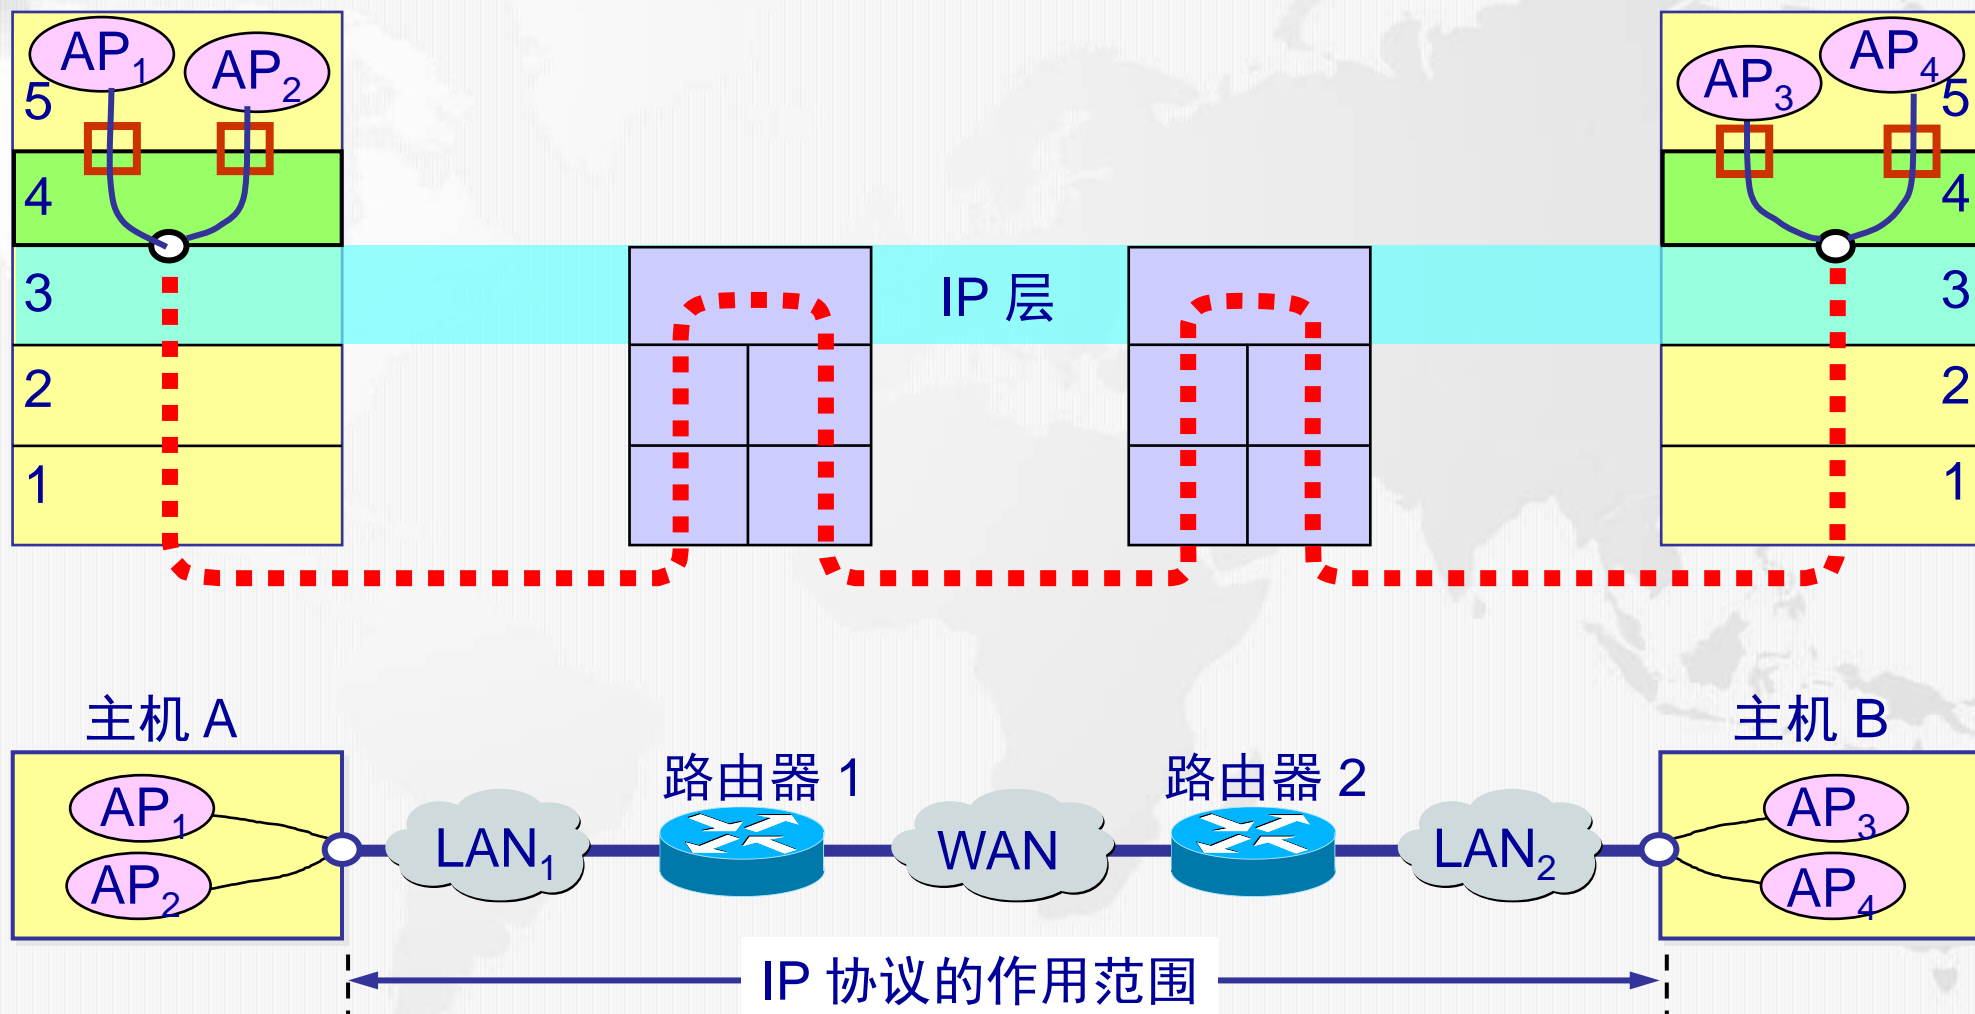 AP1
AP2
5
4
3
2
1
AP3
AP4
5
4
3
2
1
IP 层
主机 A
路由器 1
路由器 2
主机 B
AP1
AP2
LAN1
WAN
LAN2
AP3
AP4
IP 协议的作用范围